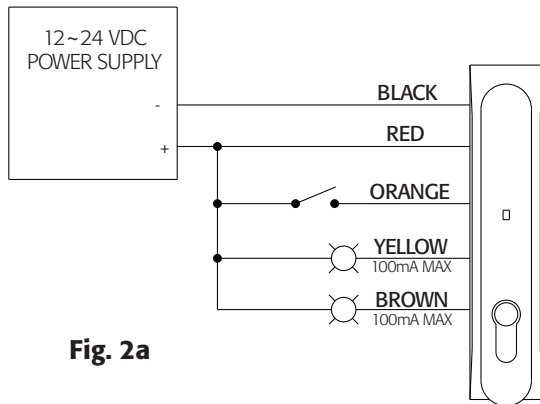 12~24 VDC
POWER SUPPLY
-
+
BLACK
RED
ORANGE
YELLOW
100mA MAX
BROWN
100mA MAX
Fig. 2a